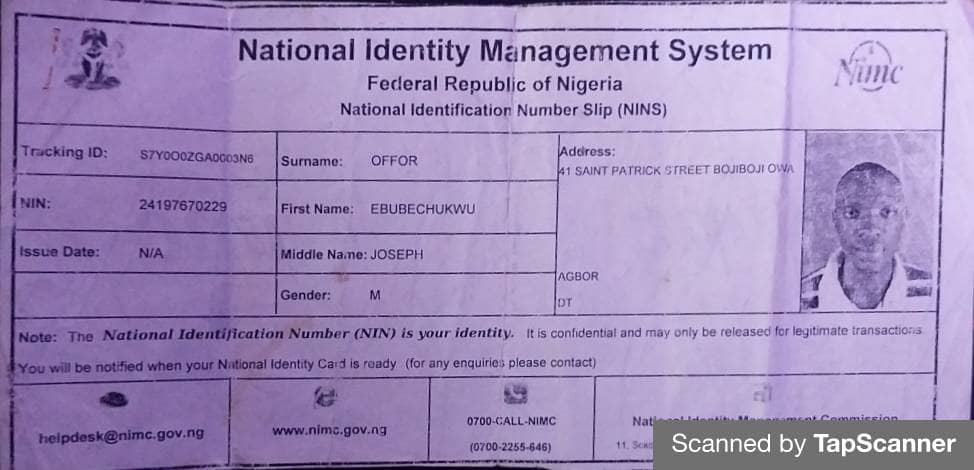 National Identity Management System
Federal Republic of Nigeria
National Identification Number Slip (NINS)
Nimc
Tracking ID: S7Y0O0ZGA0003N6
Surname: OFFOR
Address:
41 SAINT PATRICK STREET BOJIBOJI OWA
NIN: 24197670229
First Name: EBUBECHUKWU
Issue Date: N/A
Middle Name: JOSEPH
AGBOR
Gender: M
DT
Note: The National Identification Number (NIN) is your identity. It is confidential and may only be released for legitimate transactions
You will be notified when your National Identity Card is ready (for any enquiries please contact)
helpdesk@nimc.gov.ng
www.nimc.gov.ng
0700-CALL-NIMC
(0700-2255-646)
National Identity Management Commission
11,
Scanned by TapScanner